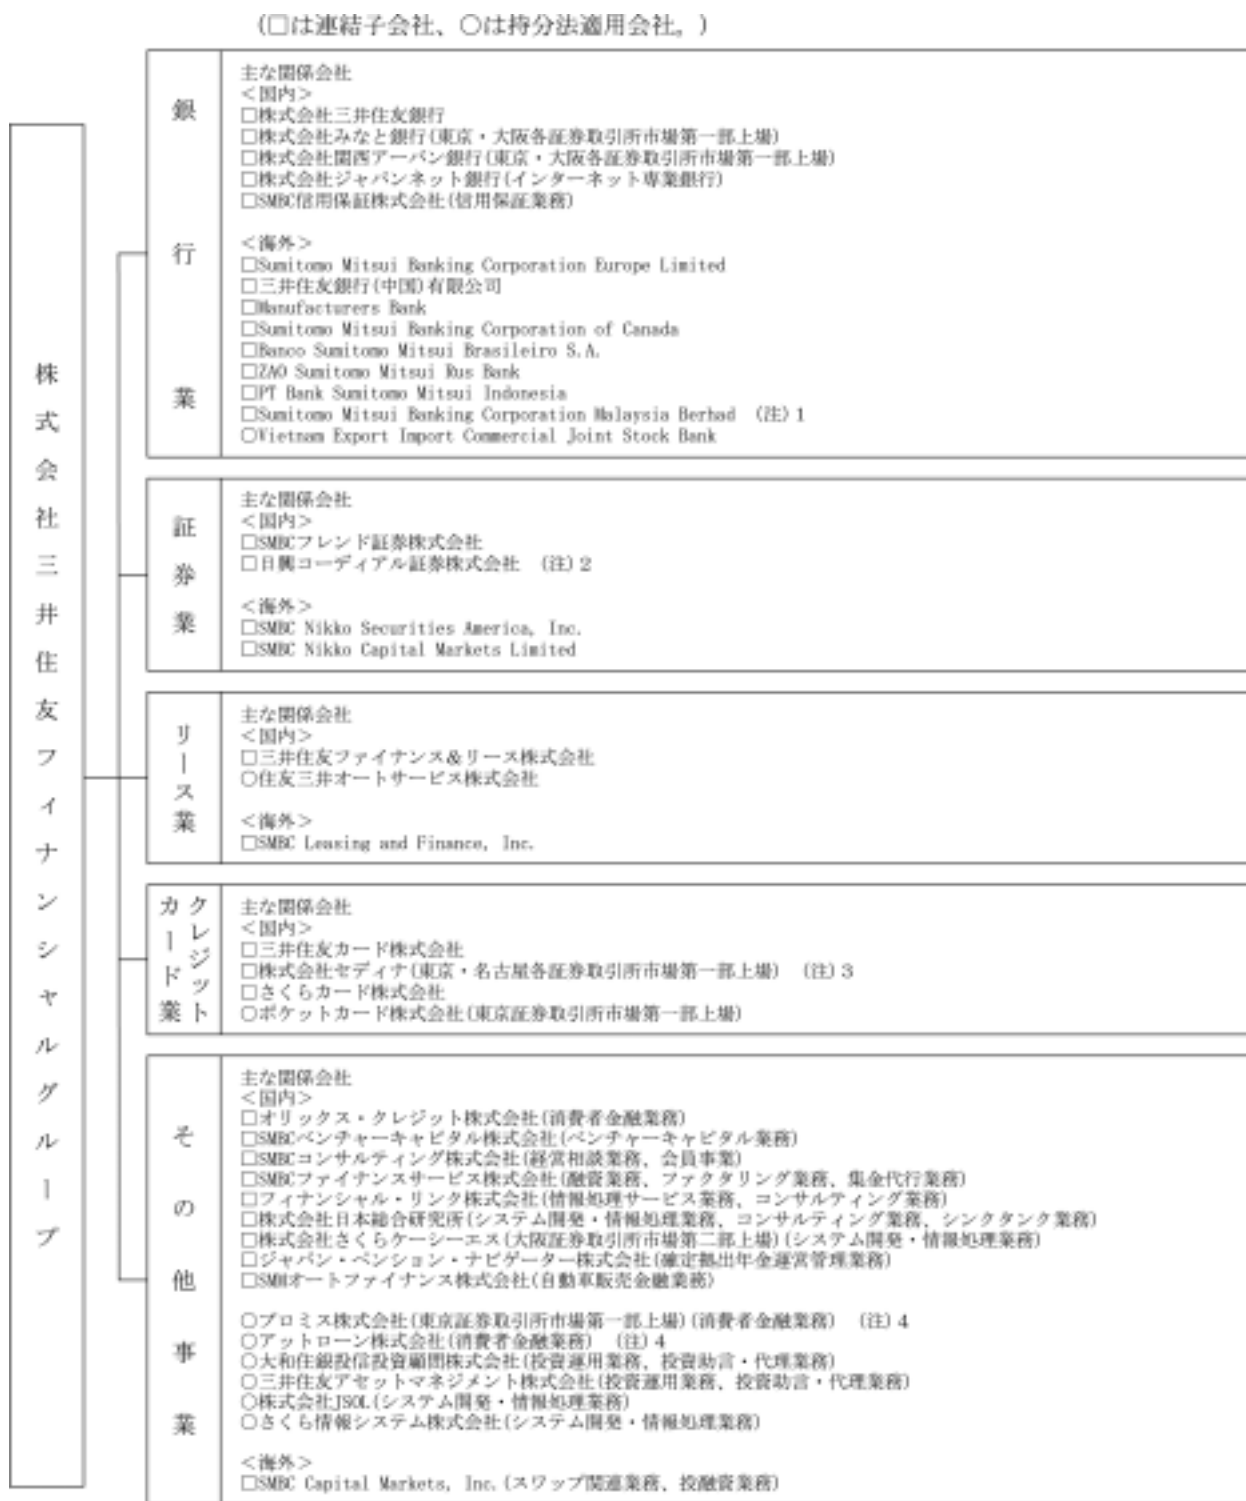 (□は連結子会社、○は持分法適用会社。)
株式会社三井住友フィナンシャルグループ
銀行業
主な関係会社
<国内>
□株式会社三井住友銀行
□株式会社みなと銀行(東京・大阪各証券取引所市場第一部上場)
□株式会社関西アーバン銀行(東京・大阪各証券取引所市場第一部上場)
□株式会社ジャパンネット銀行(インターネット専業銀行)
□SMBC信用保証株式会社(信用保証業務)
<海外>
□Sumitomo Mitsui Banking Corporation Europe Limited
□三井住友銀行(中国)有限公司
□Manufacturers Bank
□Sumitomo Mitsui Banking Corporation of Canada
□Banco Sumitomo Mitsui Brasileiro S.A.
□ZAO Sumitomo Mitsui Rus Bank
□PT Bank Sumitomo Mitsui Indonesia
□Sumitomo Mitsui Banking Corporation Malaysia Berhad (注)1
○Vietnam Export Import Commercial Joint Stock Bank
証券業
主な関係会社
<国内>
□SMBCフレンド証券株式会社
□日興コーディアル証券株式会社 (注)2
<海外>
□SMBC Nikko Securities America, Inc.
□SMBC Nikko Capital Markets Limited
リース業
主な関係会社
<国内>
□三井住友ファイナンス&リース株式会社
○住友三井オートサービス株式会社
<海外>
□SMBC Leasing and Finance, Inc.
クレジット
カード業
主な関係会社
<国内>
□三井住友カード株式会社
□株式会社セディナ(東京・名古屋各証券取引所市場第一部上場) (注)3
□さくらカード株式会社
○ポケットカード株式会社(東京証券取引所市場第一部上場)
その他事業
主な関係会社
<国内>
□オリックス・クレジット株式会社(消費者金融業務)
□SMBCベンチャーキャピタル株式会社(ベンチャーキャピタル業務)
□SMBCコンサルティング株式会社(経営相談業務、会員事業)
□SMBCファイナンスサービス株式会社(融資業務、ファクタリング業務、集金代行業務)
□フィナンシャル・リンク株式会社(情報処理サービス業務、コンサルティング業務)
□株式会社日本総合研究所(システム開発・情報処理業務、コンサルティング業務、シンクタンク業務)
□株式会社さくらケーシーエス(大阪証券取引所市場第二部上場)(システム開発・情報処理業務)
□ジャパン・ペンション・ナビゲーター株式会社(確定拠出年金運営管理業務)
□SMMオートファイナンス株式会社(自動車販売金融業務)
○プロミス株式会社(東京証券取引所市場第一部上場)(消費者金融業務) (注)4
○アットローン株式会社(消費者金融業務) (注)4
○大和住銀投信投資顧問株式会社(投資運用業務、投資助言・代理業務)
○三井住友アセットマネジメント株式会社(投資運用業務、投資助言・代理業務)
○株式会社JSOL(システム開発・情報処理業務)
○さくら情報システム株式会社(システム開発・情報処理業務)
<海外>
□SMBC Capital Markets, Inc.(スワップ関連業務、投融資業務)